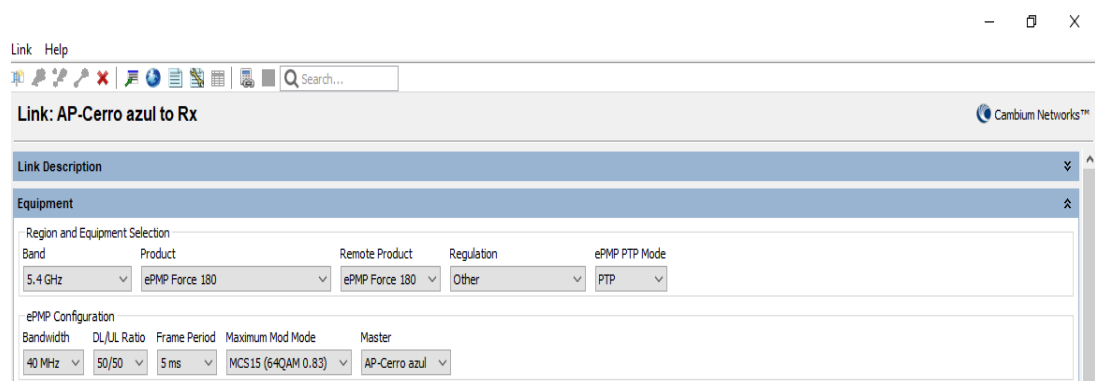 Link Help
Search...
Link: AP-Cerro azul to Rx
Cambium Networks™
Link Description
Equipment
Region and Equipment Selection
Band Product Remote Product Regulation ePMP PTP Mode
5.4 GHz ePMP Force 180 ePMP Force 180 Other PTP
ePMP Configuration
Bandwidth DL/UL Ratio Frame Period Maximum Mod Mode Master
40 MHz 50/50 5 ms MCS15 (64QAM 0.83) AP-Cerro azul